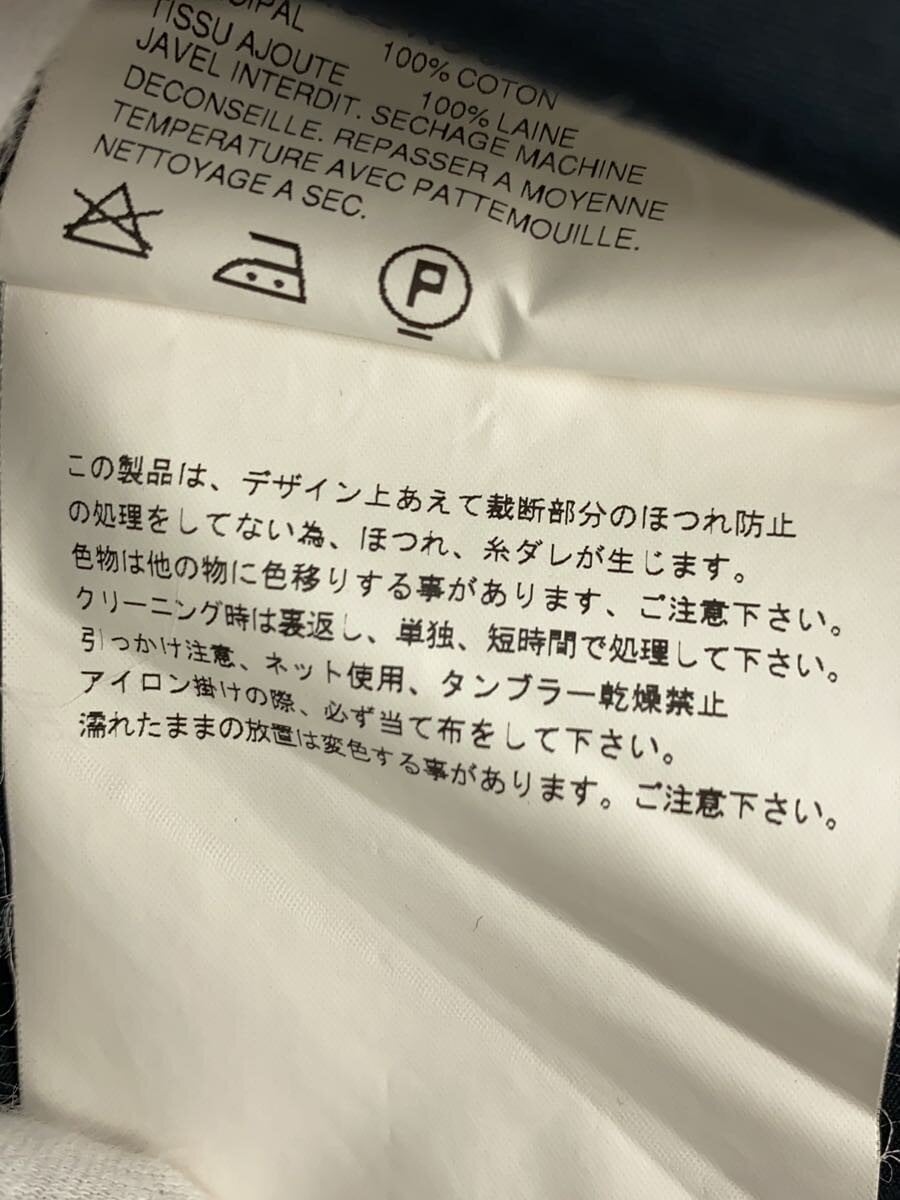 TISSU AJOUTE 100% COTON
100% LAINE
JAVEL INTERDIT. SECHAGE MACHINE
DECONSEILLE. REPASSER A MOYENNE
TEMPERATURE AVEC PATTEMOUILLE.
NETTOYAGE A SEC.
P
この製品は、デザイン上あえて裁断部分のほつれ防止
の処理をしてない為、ほつれ、糸ダレが生じます。
色物は他の物に色移りする事があります、ご注意下さい。
クリーニング時は裏返し、単独、短時間で処理して下さい。
引っかけ注意、ネット使用、タンブラー乾燥禁止
アイロン掛けの際、必ず当て布をして下さい。
濡れたままの放置は変色する事があります。ご注意下さい。